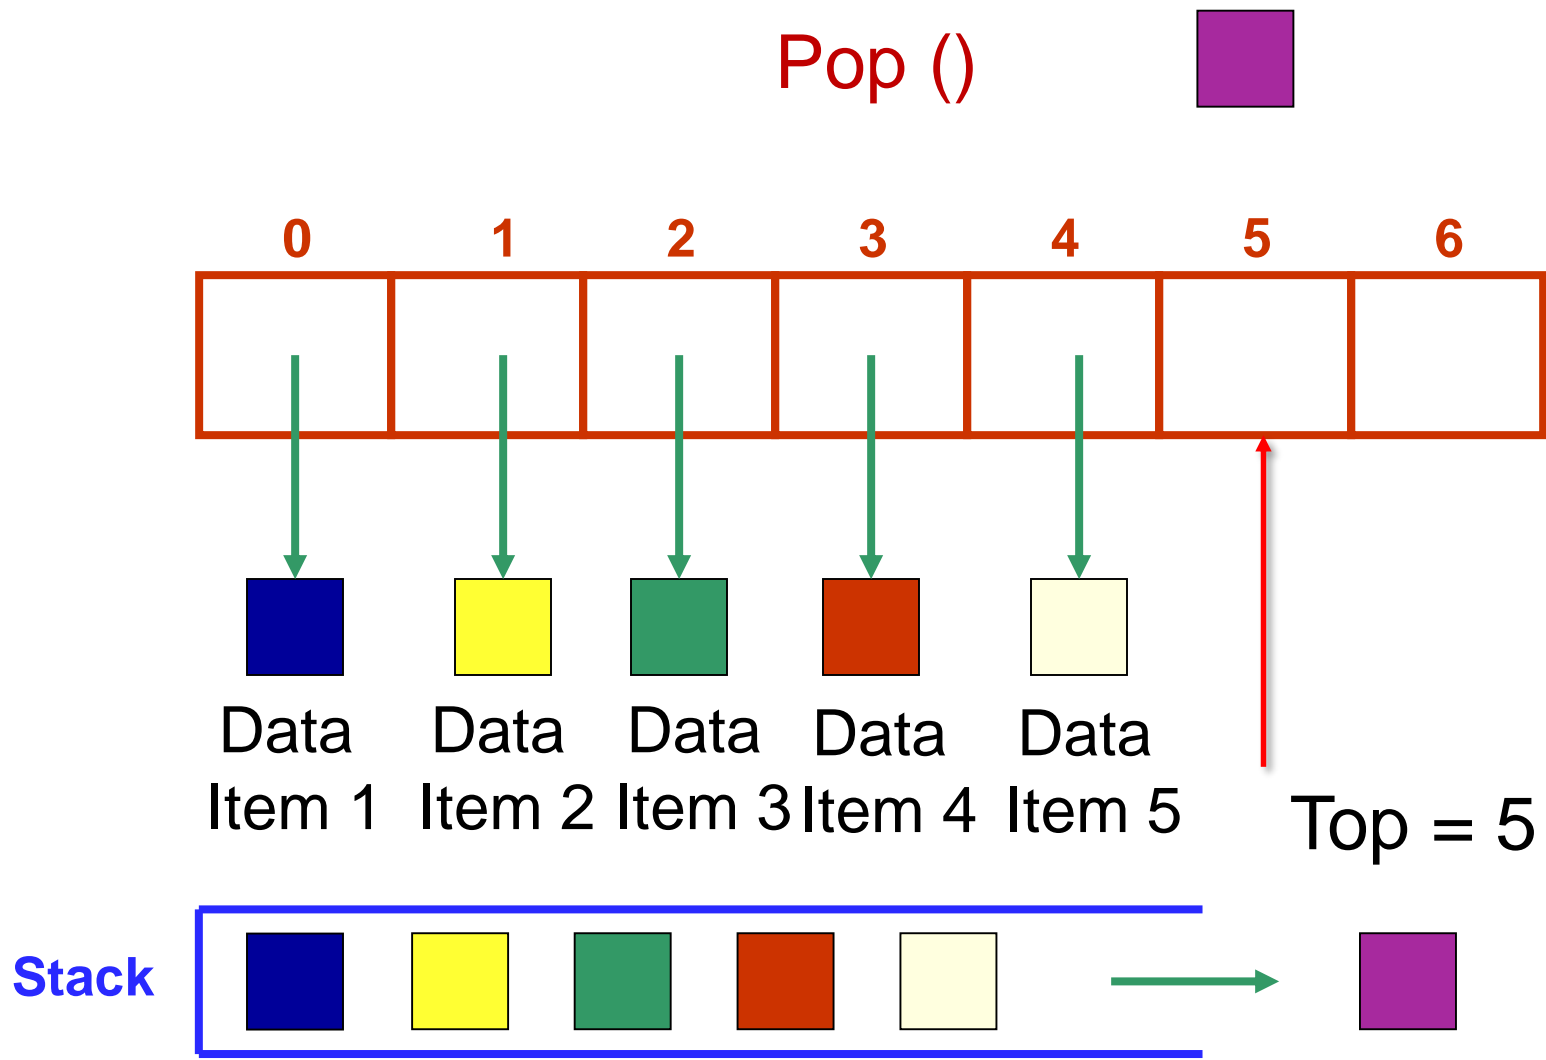 Pop ()
0 1 2 3 4 5 6
Data Data Data Data Data
Item 1 Item 2 Item 3 Item 4 Item 5
Top = 5
Stack